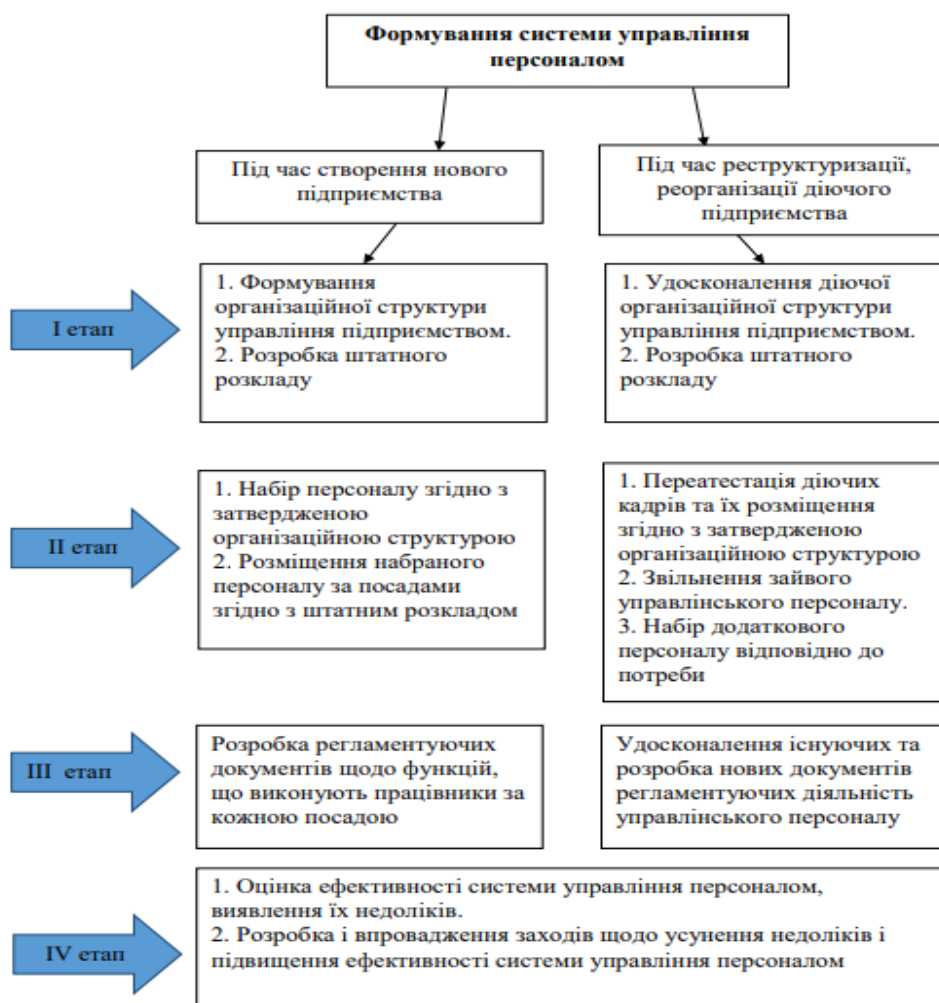 Формування системи управління
персоналом
Під час створення нового
підприємства
Під час реструктуризації,
реорганізації діючого
підприємства
І етап
1. Формування
організаційної структури
управління підприємством.
2. Розробка штатного
розкладу
1. Удосконалення діючої
організаційної структури
управління підприємством.
2. Розробка штатного
розкладу
ІІ етап
1. Набір персоналу згідно з
затвердженою
організаційною структурою
2. Розміщення набраного
персоналу за посадами
згідно з штатним розкладом
1. Переатестація діючих
кадрів та їх розміщення
згідно з затвердженою
організаційною структурою
2. Звільнення зайвого
управлінського персоналу.
3. Набір додаткового
персоналу відповідно до
потреби
ІІІ етап
Розробка регламентуючих
документів щодо функцій,
що виконують працівники за
кожною посадою
Удосконалення існуючих та
розробка нових документів
регламентуючих діяльність
управлінського персоналу
IV етап
1. Оцінка ефективності системи управління персоналом,
виявлення їх недоліків.
2. Розробка і впровадження заходів щодо усунення недоліків і
підвищення ефективності системи управління персоналом